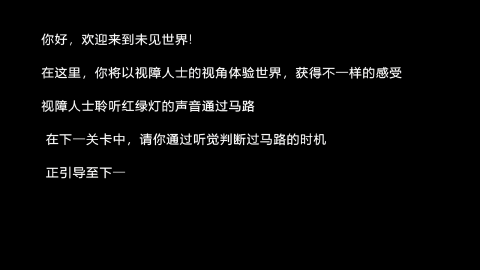 你好，欢迎来到未见世界!
在这里，你将以视障人士的视角体验世界，获得不一样的感受
视障人士聆听红绿灯的声音通过马路
在下一关卡中，请你通过听觉判断过马路的时机
正引导至下一